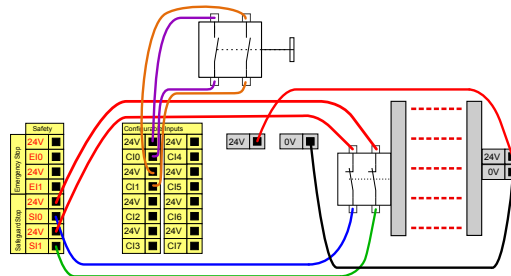 Safety
Emergency Stop
24V
EI0
24V
EI1
Safeguard Stop
24V
SI0
24V
SI1
Configurable Inputs
24V 24V
CI0 CI4
24V 24V
CI1 CI5
24V 24V
CI2 CI6
24V 24V
CI3 CI7
24V
0V
24V
0V